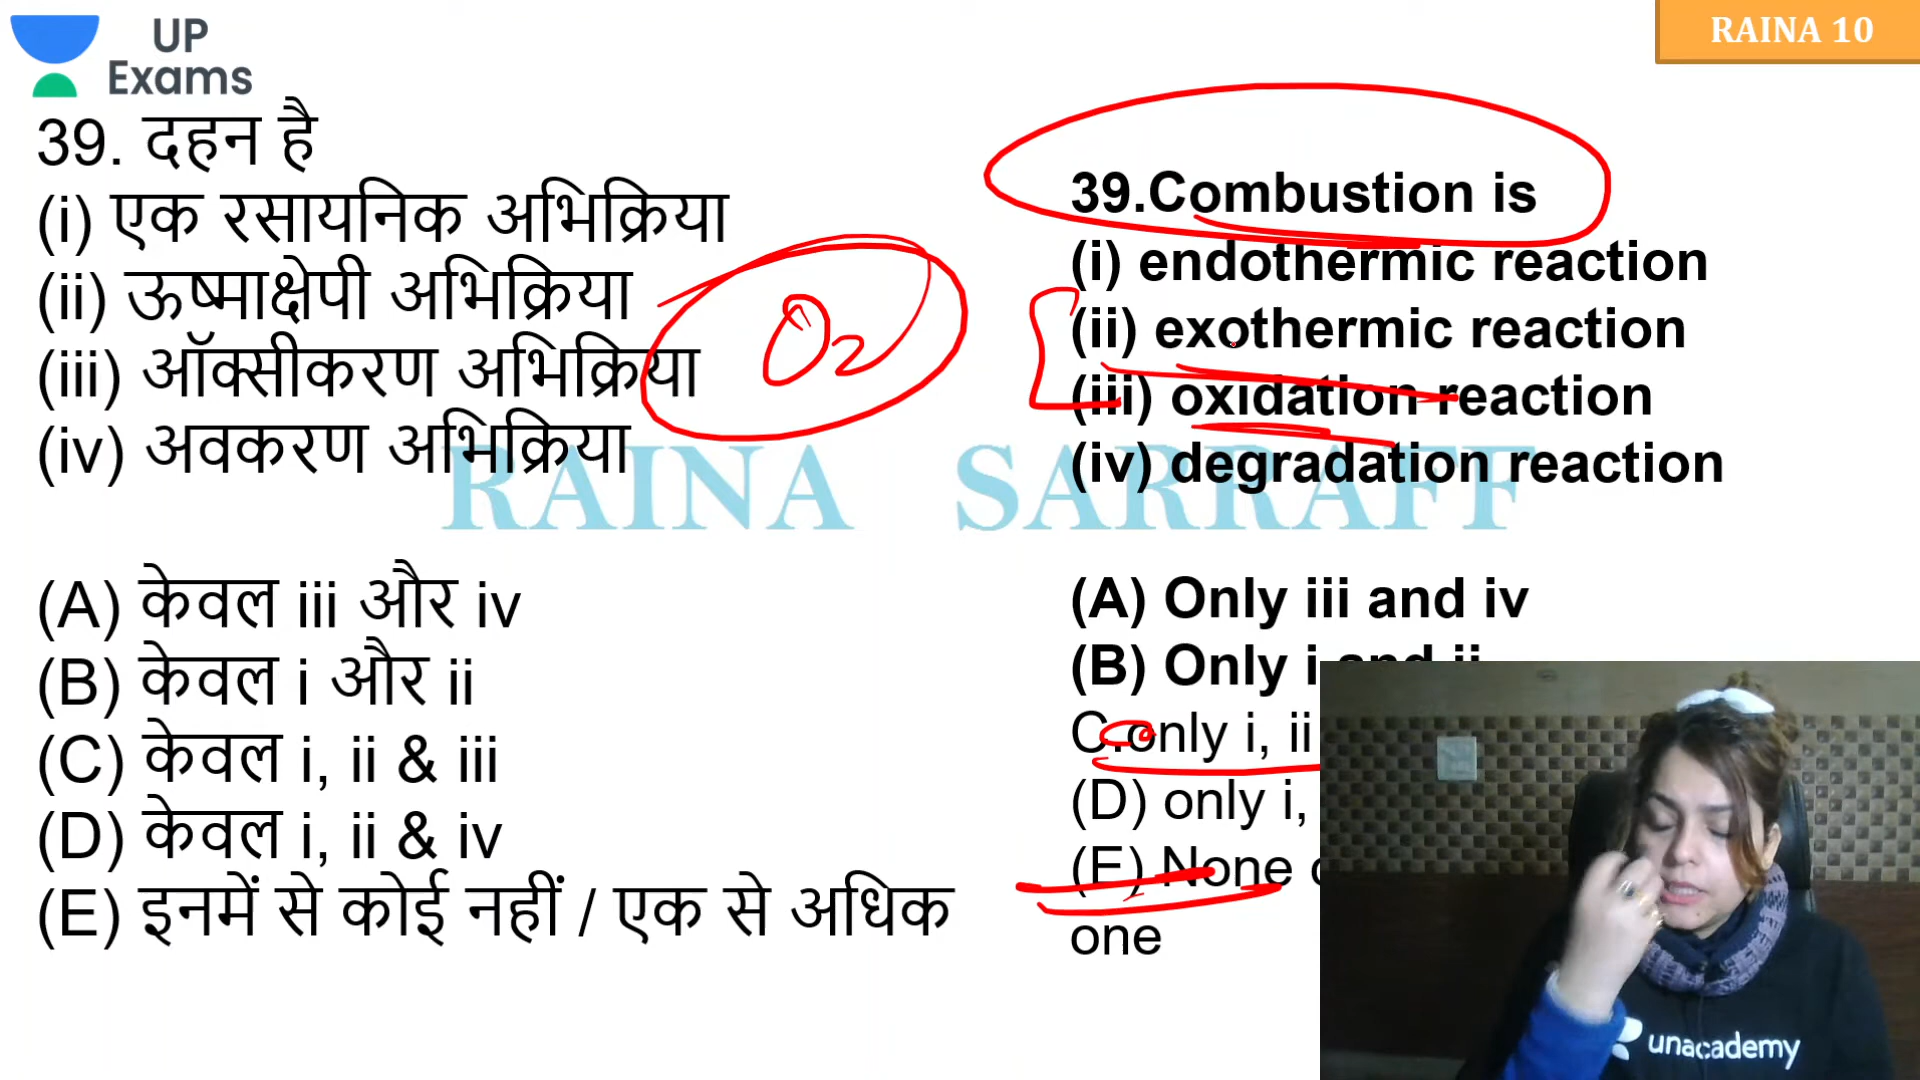 UP
Exams
RAINA 10
39. दहन है
(i) एक रसायनिक अभिक्रिया
(ii) ऊष्माक्षेपी अभिक्रिया
(iii) ऑक्सीकरण अभिक्रिया
(iv) अवकरण अभिक्रिया
(A) केवल iii और iv
(B) केवल i और ii
(C) केवल i, ii & iii
(D) केवल i, ii & iv
(E) इनमें से कोई नहीं / एक से अधिक
O2
39.Combustion is
(i) endothermic reaction
(ii) exothermic reaction
(iii) oxidation reaction
(iv) degradation reaction
RAINA SARRAFF
(A) Only iii and iv
(B) Only i and ii
C.only i, ii
(D) only i,
(E) None
one
unacademy